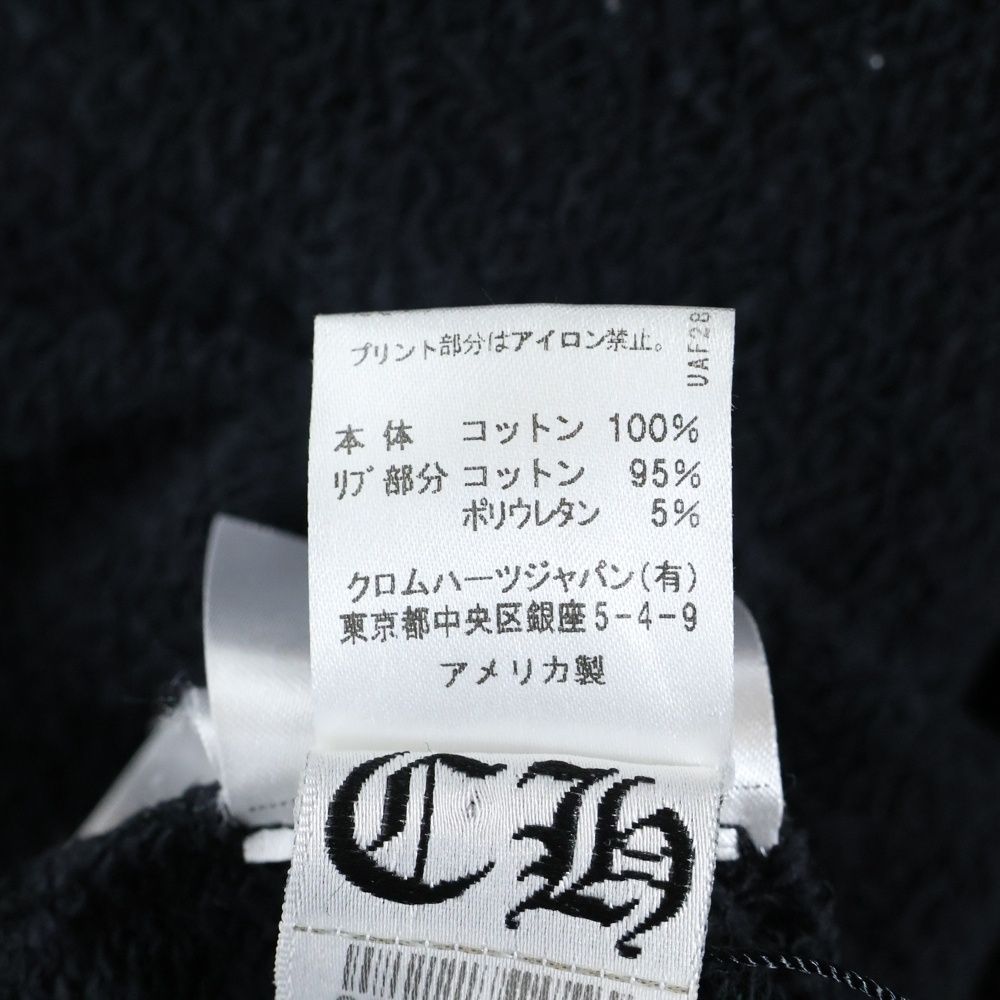 プリント部分はアイロン禁止。
UAF28
本体 コットン 100%
リブ部分 コットン 95%
ポリウレタン 5%
クロムハーツジャパン(有)
東京都中央区銀座5-4-9
アメリカ製
CH